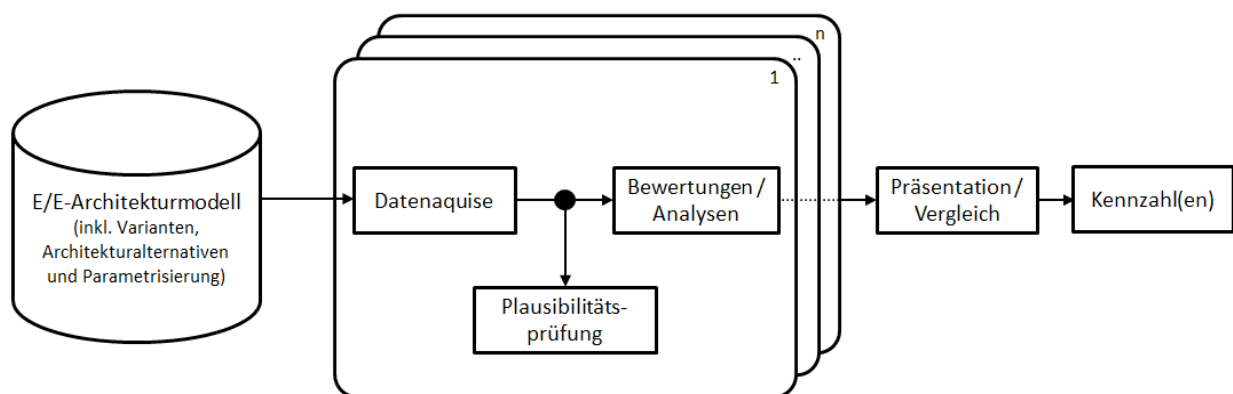 n
..
1
E/E-Architekturmodell
(inkl. Varianten,
Architekturalternativen
und Parametrisierung)
Datenaquise
Bewertungen /
Analysen
Plausibilitäts-
prüfung
Präsentation /
Vergleich
Kennzahl(en)